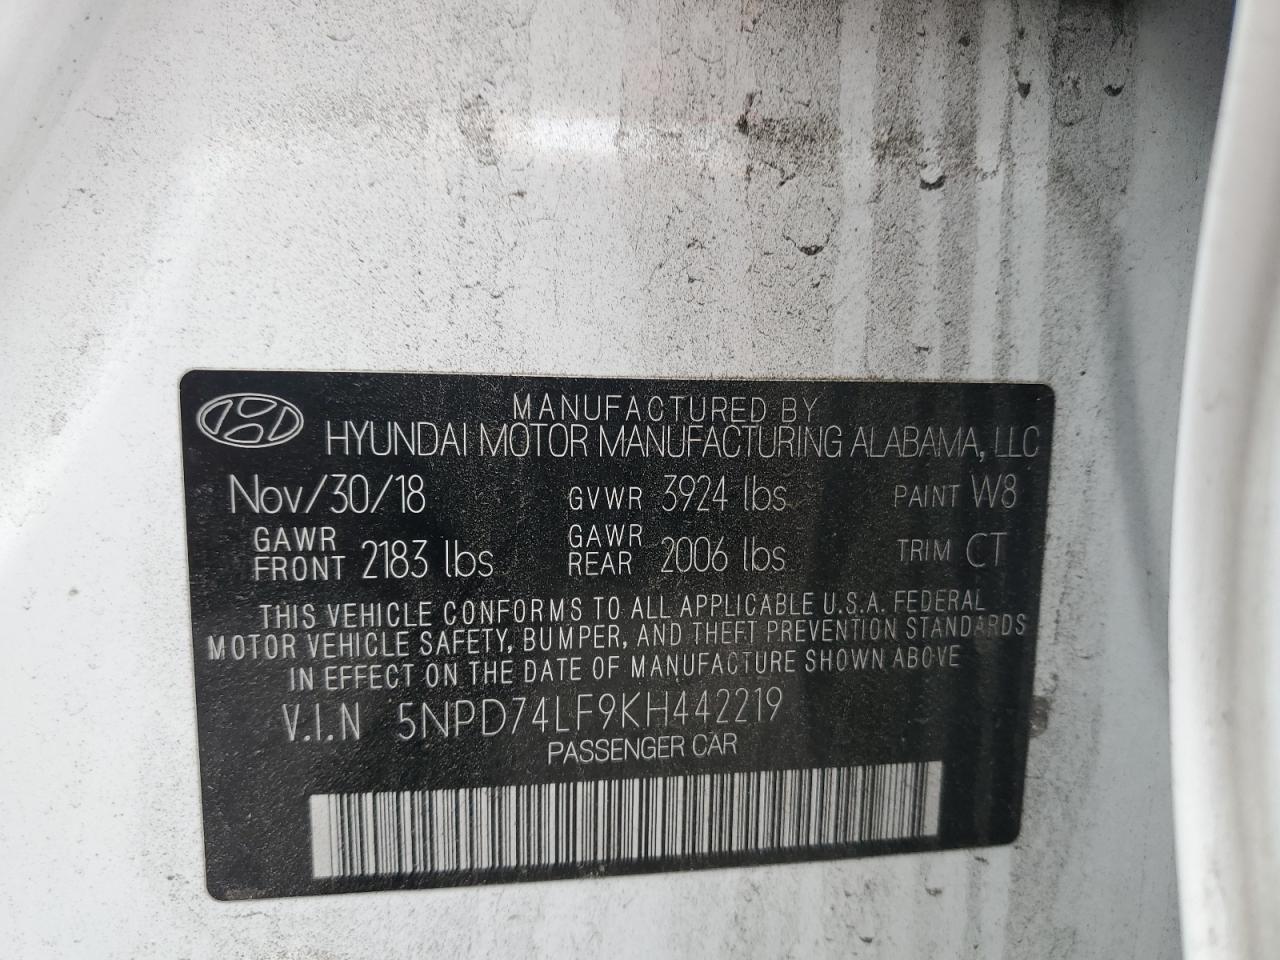 MANUFACTURED BY
HYUNDAI MOTOR MANUFACTURING ALABAMA, LLC
Nov/30/18 GVWR 3924 lbs PAINT W8
GAWR FRONT 2183 lbs GAWR REAR 2006 lbs TRIM CT
THIS VEHICLE CONFORMS TO ALL APPLICABLE U.S.A. FEDERAL
MOTOR VEHICLE SAFETY, BUMPER, AND THEFT PREVENTION STANDARDS
IN EFFECT ON THE DATE OF MANUFACTURE SHOWN ABOVE
V.I.N 5NPD74LF9KH442219
PASSENGER CAR